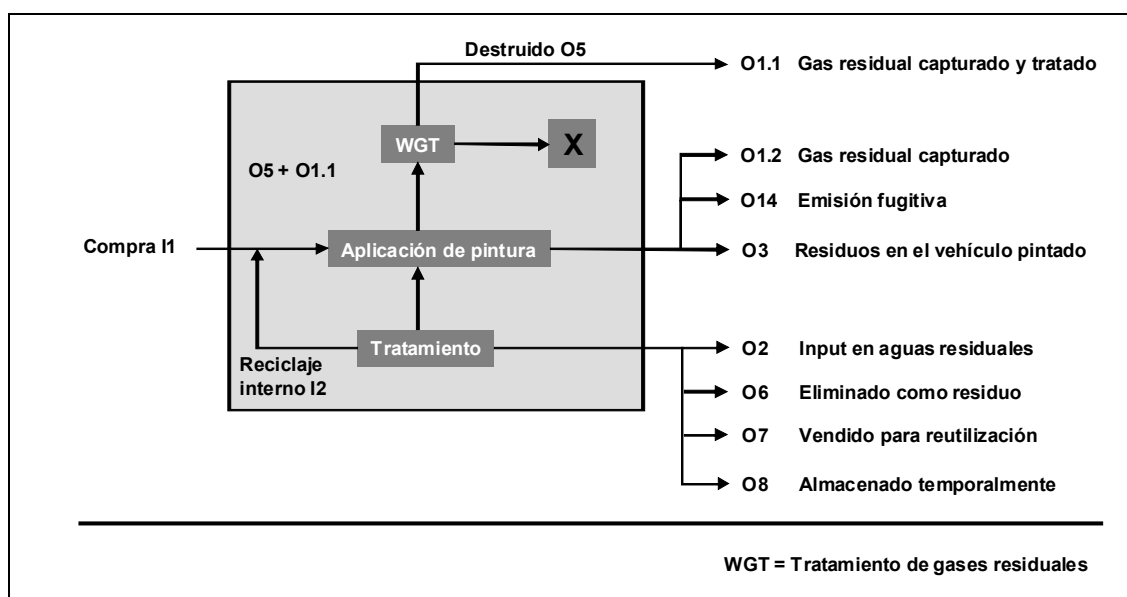 Destruido O5
O1.1 Gas residual capturado y tratado
WGT
X
O5 + O1.1
O1.2 Gas residual capturado
O14 Emisión fugitiva
Compra I1
Aplicación de pintura
O3 Residuos en el vehículo pintado
Tratamiento
Reciclaje
interno I2
O2 Input en aguas residuales
O6 Eliminado como residuo
O7 Vendido para reutilización
O8 Almacenado temporalmente
WGT = Tratamiento de gases residuales